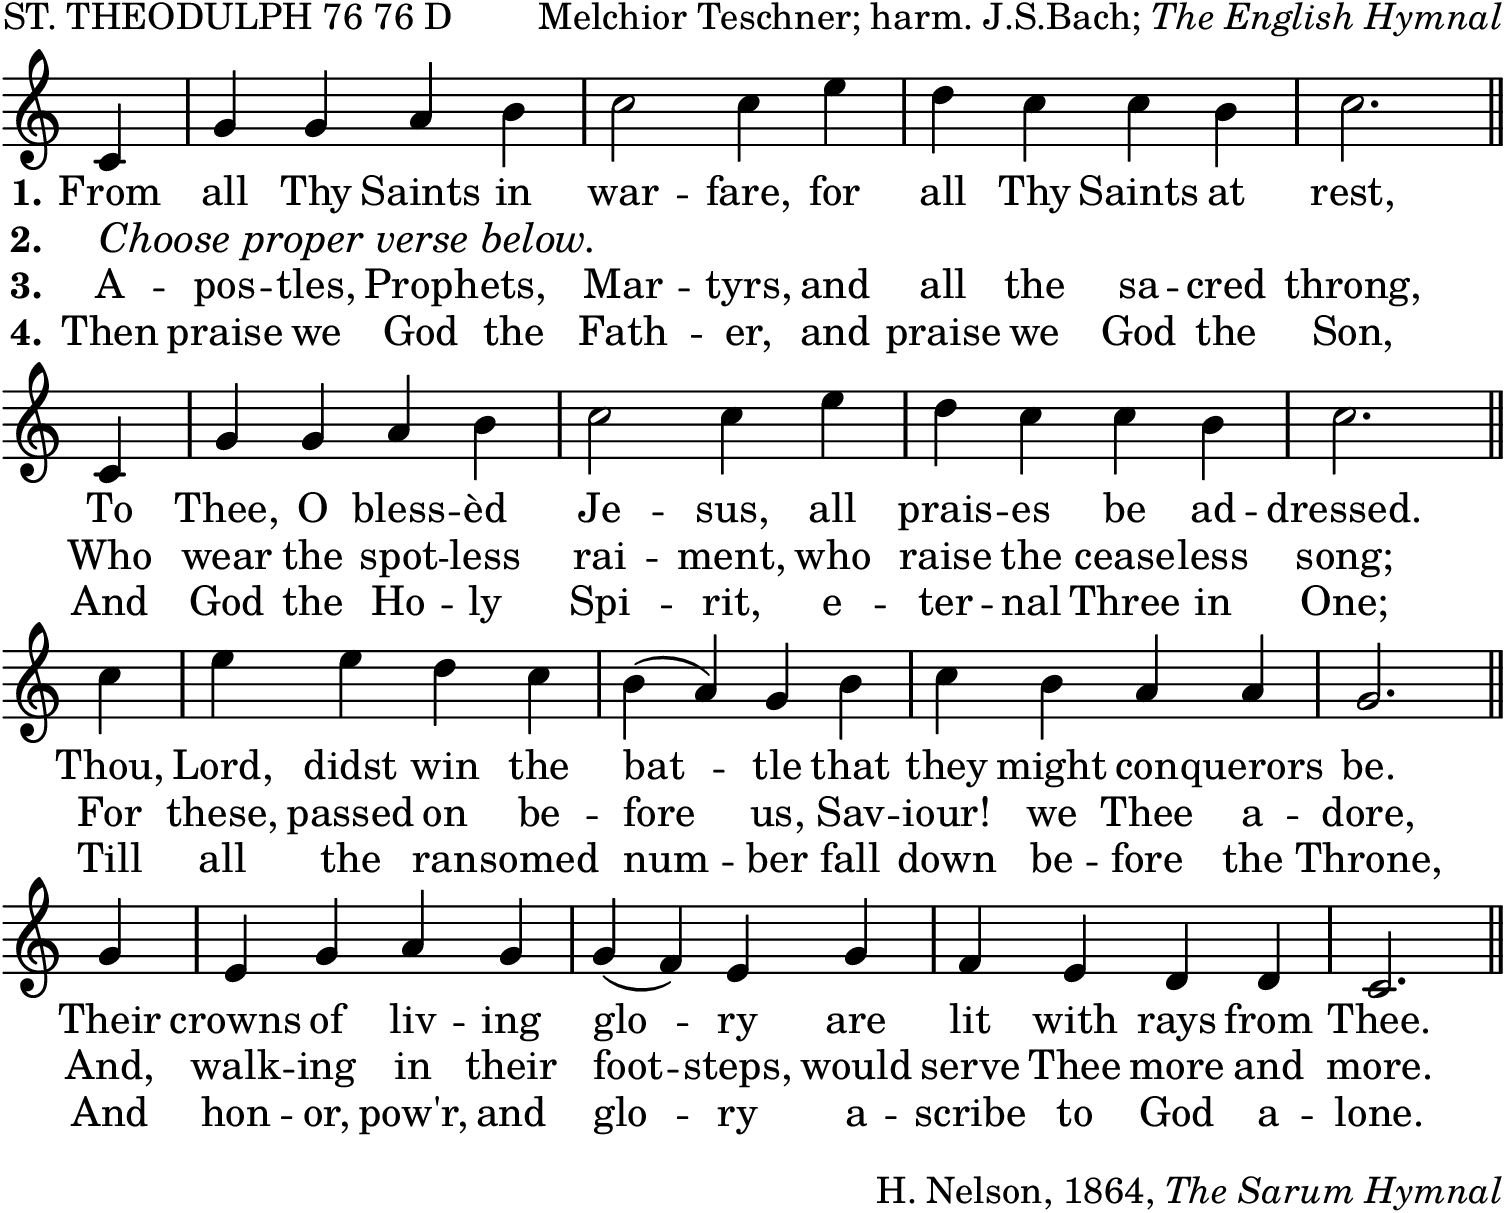 ST. THEODULPH 76 76 D Melchior Teschner; harm. J.S.Bach; The English Hymnal
1. From all Thy Saints in war - fare, for all Thy Saints at rest,
2. Choose proper verse below.
3. A - pos - tles, Prophets, Mar - tyrs, and all the sa - cred throng,
4. Then praise we God the Fath - er, and praise we God the Son,
To Thee, O bless - èd Je - sus, all prais - es be ad - dressed.
Who wear the spot - less rai - ment, who raise the ceaseless song;
And God the Ho - ly Spi - rit, e - ter - nal Three in One;
Thou, Lord, didst win the bat - tle that they might conquerors be.
For these, passed on be - fore us, Sav - iour! we Thee a - dore,
Till all the ransomed num - ber fall down be - fore the Throne,
Their crowns of liv - ing glo - ry are lit with rays from Thee.
And, walk - ing in their foot - steps, would serve Thee more and more.
And hon - or, pow'r, and glo - ry a - scribe to God a - lone.
H. Nelson, 1864, The Sarum Hymnal